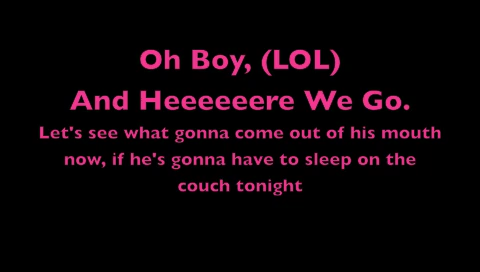 Oh Boy, (LOL)
And Heeeeeere We Go.
Let's see what gonna come out of his mouth
now, if he's gonna have to sleep on the
couch tonight